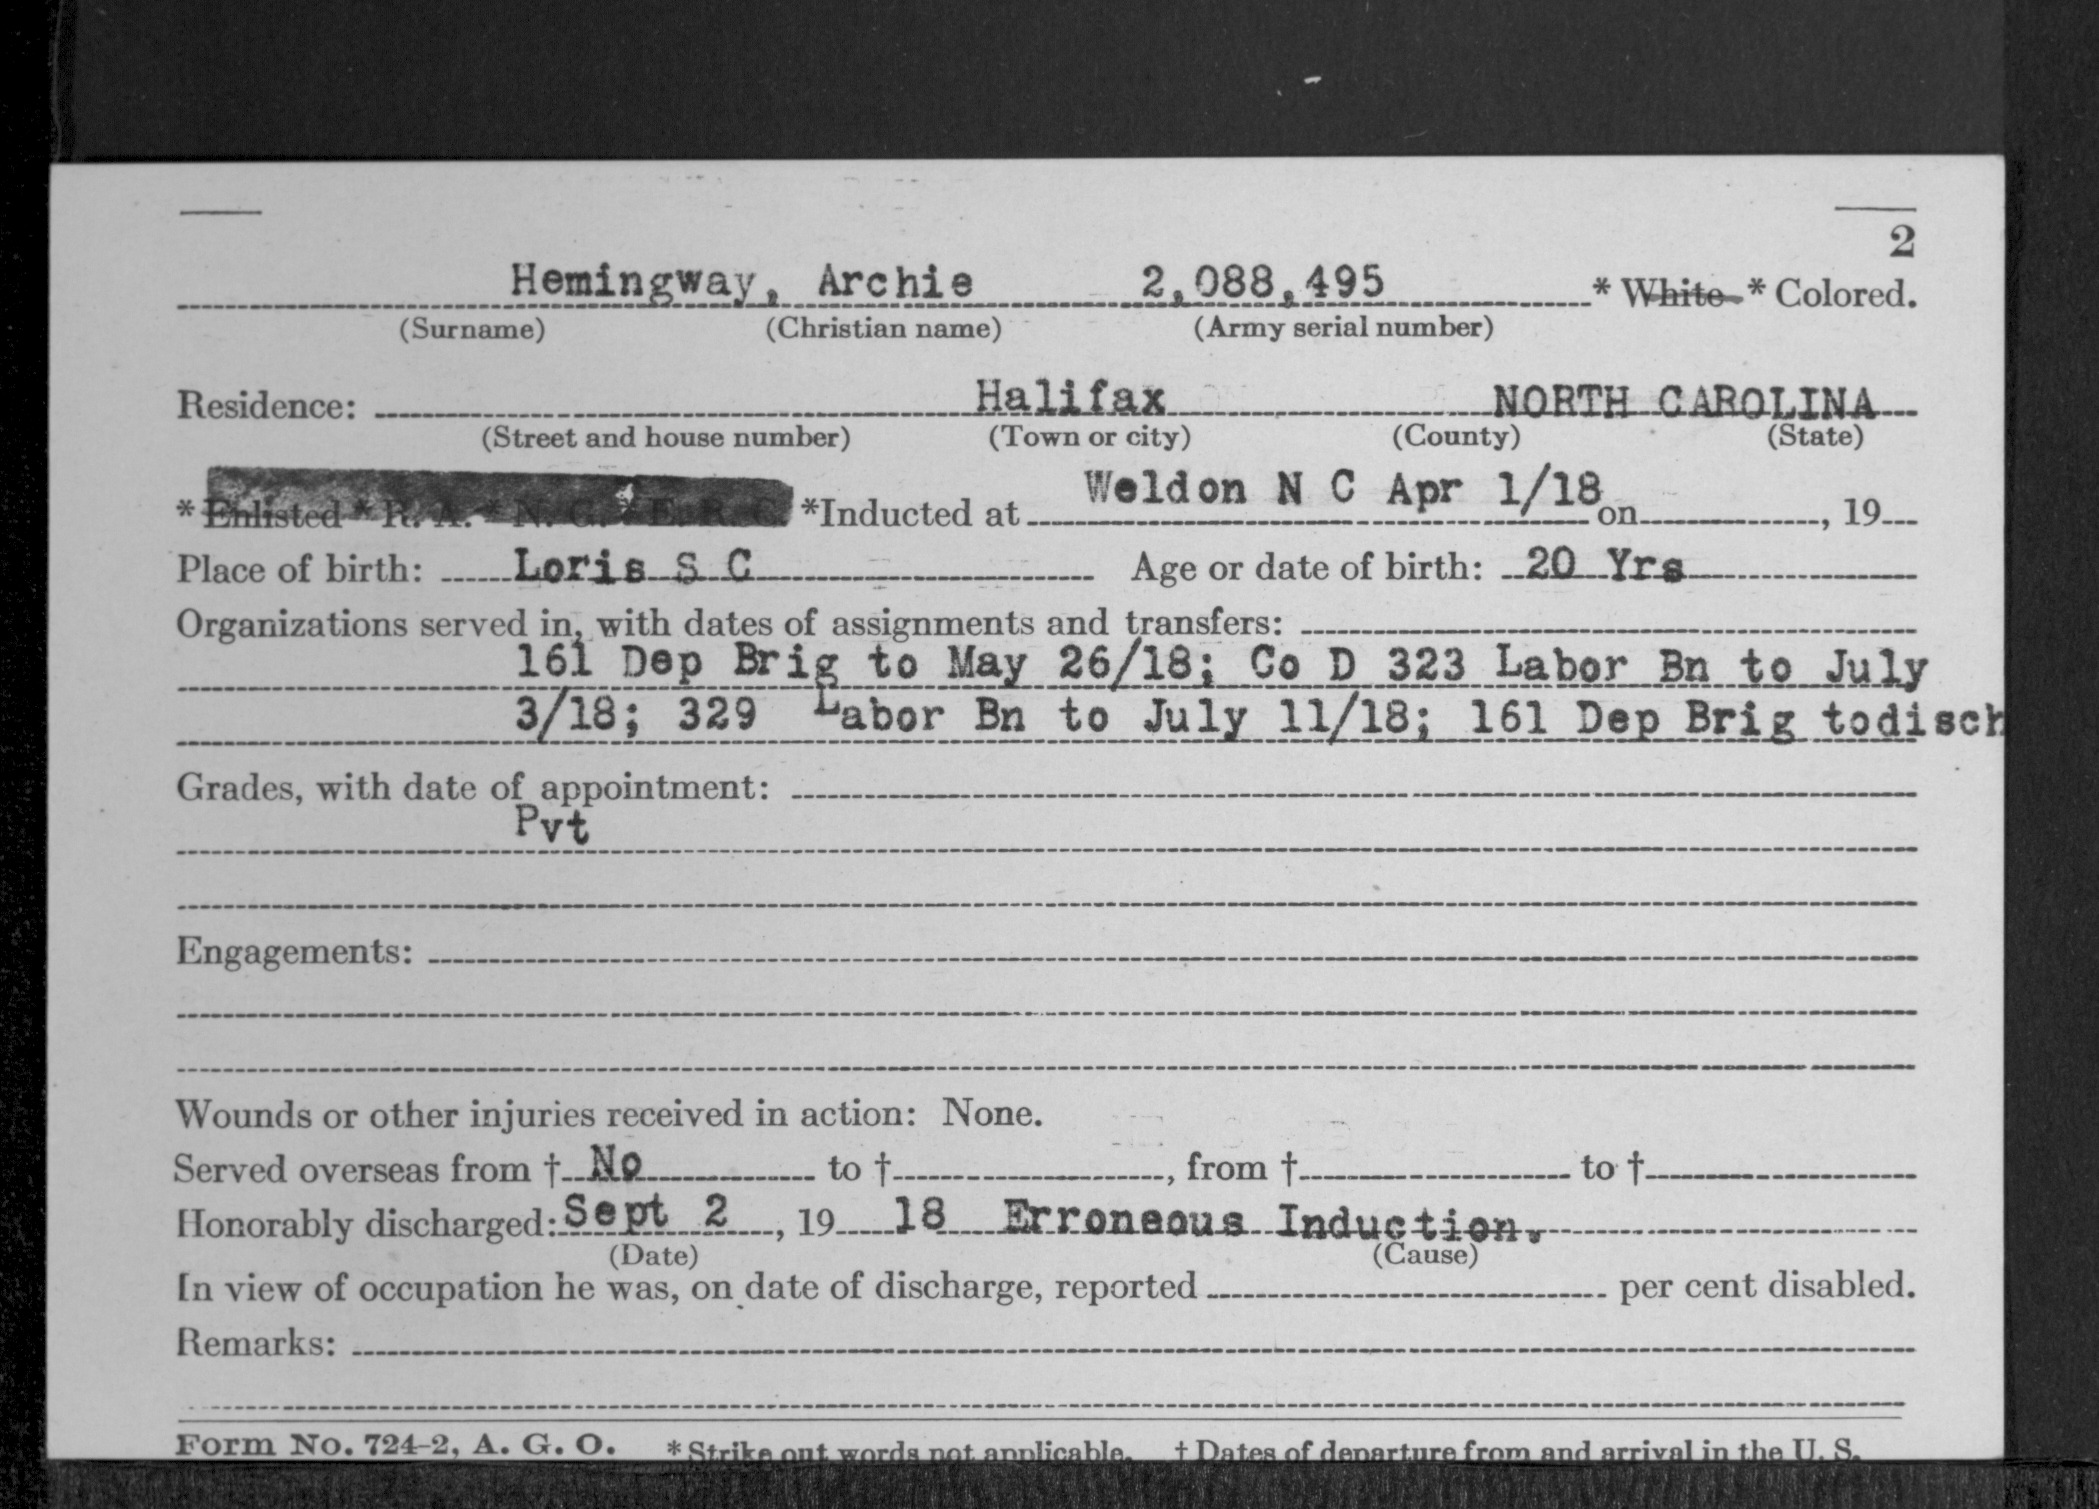 2
Hemingway, Archie 2,088,495 * White * Colored.
(Surname) (Christian name) (Army serial number)
Residence: Halifax NORTH CAROLINA
(Street and house number) (Town or city) (County) (State)
* Enlisted * R. A. * N. G. * E. R. C. *Inducted at Weldon N C Apr 1/18 on , 19
Place of birth: Loris S C Age or date of birth: 20 Yrs
Organizations served in, with dates of assignments and transfers:
161 Dep Brig to May 26/18; Co D 323 Labor Bn to July
3/18; 329 Labor Bn to July 11/18; 161 Dep Brig todisch
Grades, with date of appointment:
Pvt
Engagements:
Wounds or other injuries received in action: None.
Served overseas from † No to † , from † to †
Honorably discharged: Sept 2 , 19 18 Erroneous Induction.
(Date) (Cause)
In view of occupation he was, on date of discharge, reported per cent disabled.
Remarks:
Form No. 724-2, A. G. O. * Strike out words not applicable. † Dates of departure from and arrival in the U. S.